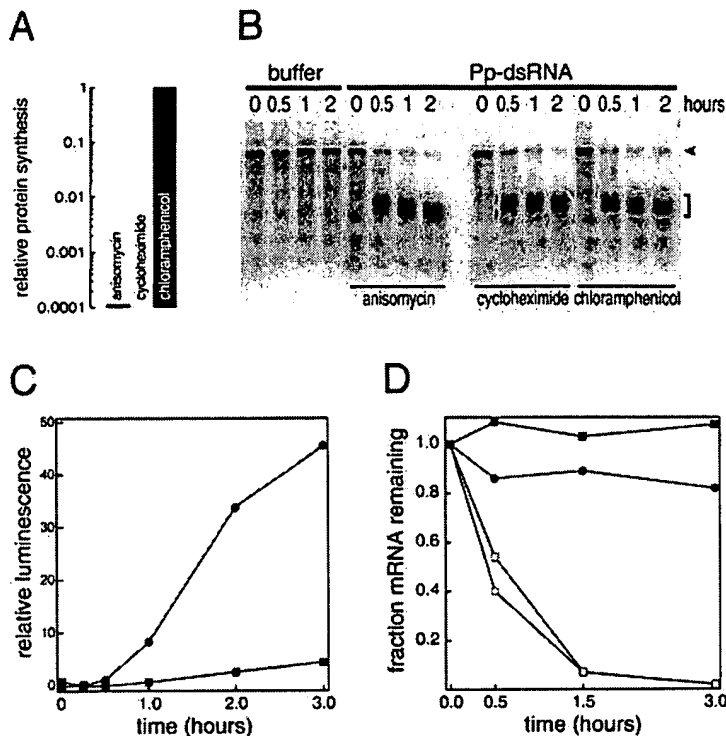 A
relative protein synthesis
1
0.1
0.01
0.001
0.0001
anisomycin
cycloheximide
chloramphenicol
B
buffer
Pp-dsRNA
0 0.5 1 2 0 0.5 1 2 0 0.5 1 2 0 0.5 1 2 hours
anisomycin
cycloheximide
chloramphenicol
C
relative luminescence
50
40
30
20
10
0
0 1.0 2.0 3.0
time (hours)
D
fraction mRNA remaining
1.0
0.8
0.6
0.4
0.2
0.0 0.5 1.5 3.0
time (hours)